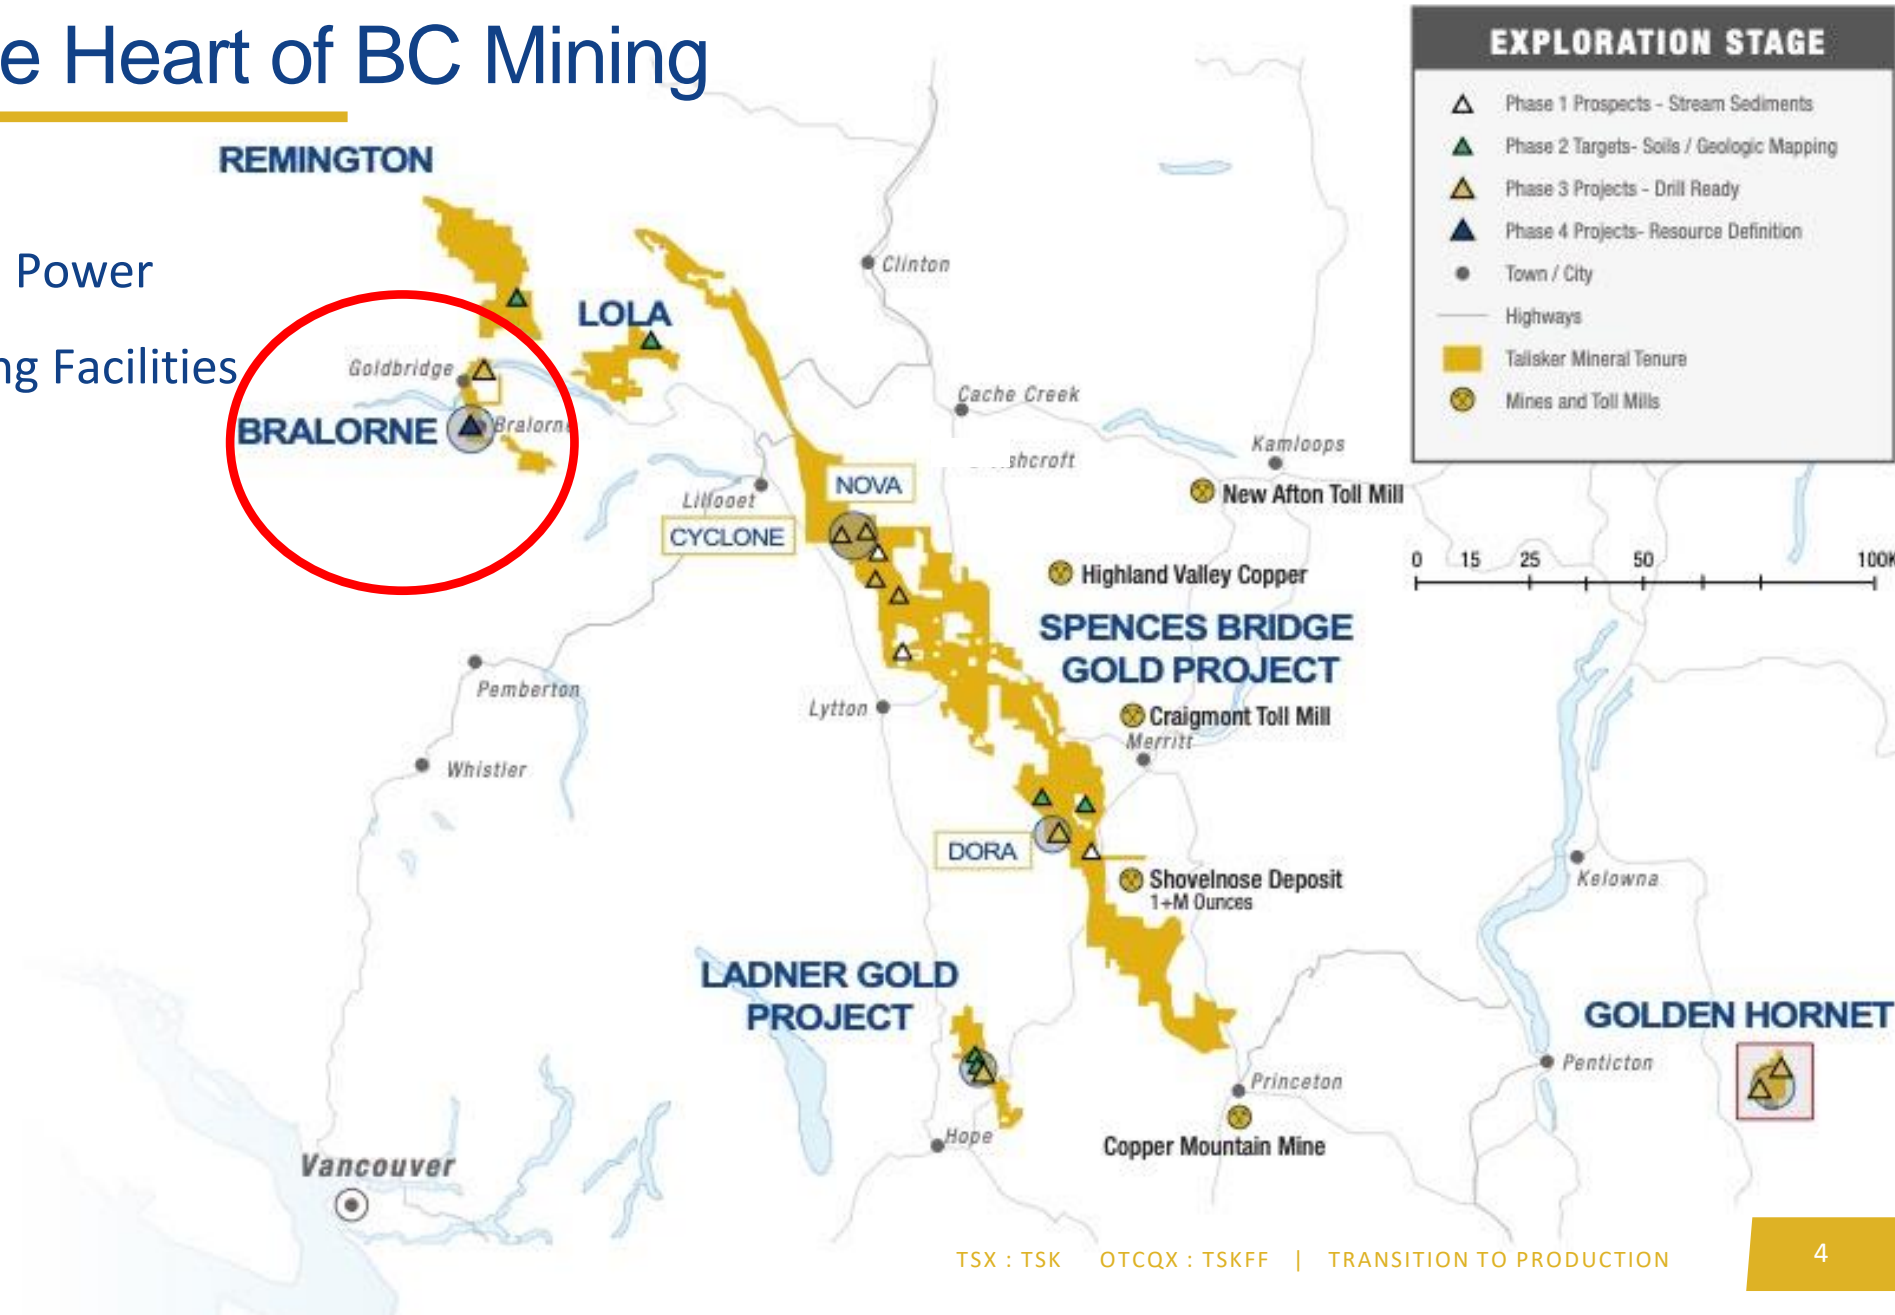 e Heart of BC Mining
Power
ng Facilities
EXPLORATION STAGE
Phase 1 Prospects - Stream Sediments
Phase 2 Targets- Soils / Geologic Mapping
Phase 3 Projects - Drill Ready
Phase 4 Projects- Resource Definition
Town / City
Highways
Talisker Mineral Tenure
Mines and Toll Mills
REMINGTON
LOLA
Clinton
Goldbridge
BRALORNE
Bralorne
Cache Creek
shcroft
Kamloops
New Afton Toll Mill
Lillooet
NOVA
CYCLONE
0 15 25 50 100K
Highland Valley Copper
SPENCES BRIDGE
GOLD PROJECT
Pemberton
Lytton
Craigmont Toll Mill
Merritt
Whistler
DORA
Shovelnose Deposit
1+M Ounces
Kelowna
LADNER GOLD
PROJECT
GOLDEN HORNET
Penticton
Princeton
Hope
Copper Mountain Mine
Vancouver
TSX : TSK OTCQX : TSKFF | TRANSITION TO PRODUCTION
4